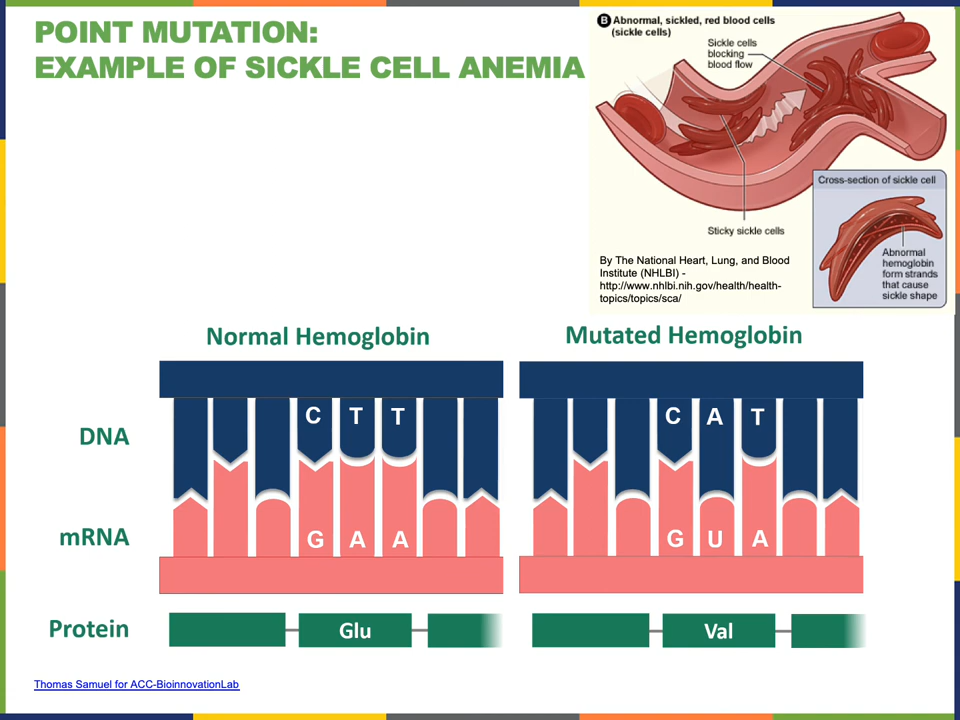 POINT MUTATION:
EXAMPLE OF SICKLE CELL ANEMIA
B Abnormal, sickled, red blood cells
(sickle cells)
Sickle cells
blocking
blood flow
Sticky sickle cells
Cross-section of sickle cell
Abnormal
hemoglobin
form strands
that cause
sickle shape
By The National Heart, Lung, and Blood
Institute (NHLBI) -
http://www.nhlbi.nih.gov/health/health-
topics/topics/sca/
Normal Hemoglobin
Mutated Hemoglobin
DNA
C T T
C A T
mRNA
G A A
G U A
Protein
Glu
Val
Thomas Samuel for ACC-BioinnovationLab